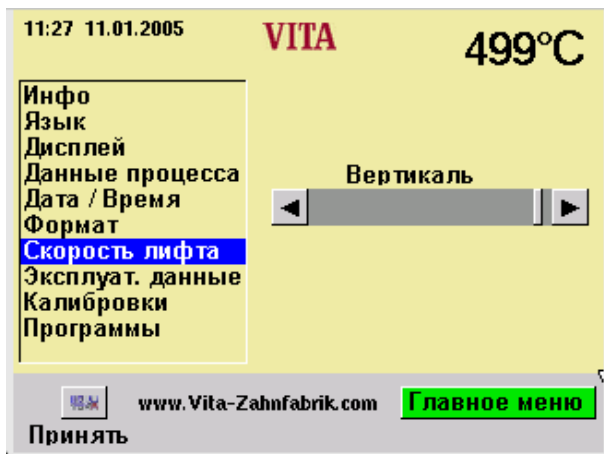 11:27 11.01.2005
VITA
499°C
Инфо
Язык
Дисплей
Данные процесса
Дата / Время
Формат
Скорость лифта
Эксплуат. данные
Калибровки
Программы
Вертикаль
www.Vita-Zahnfabrik.com
Главное меню
Принять